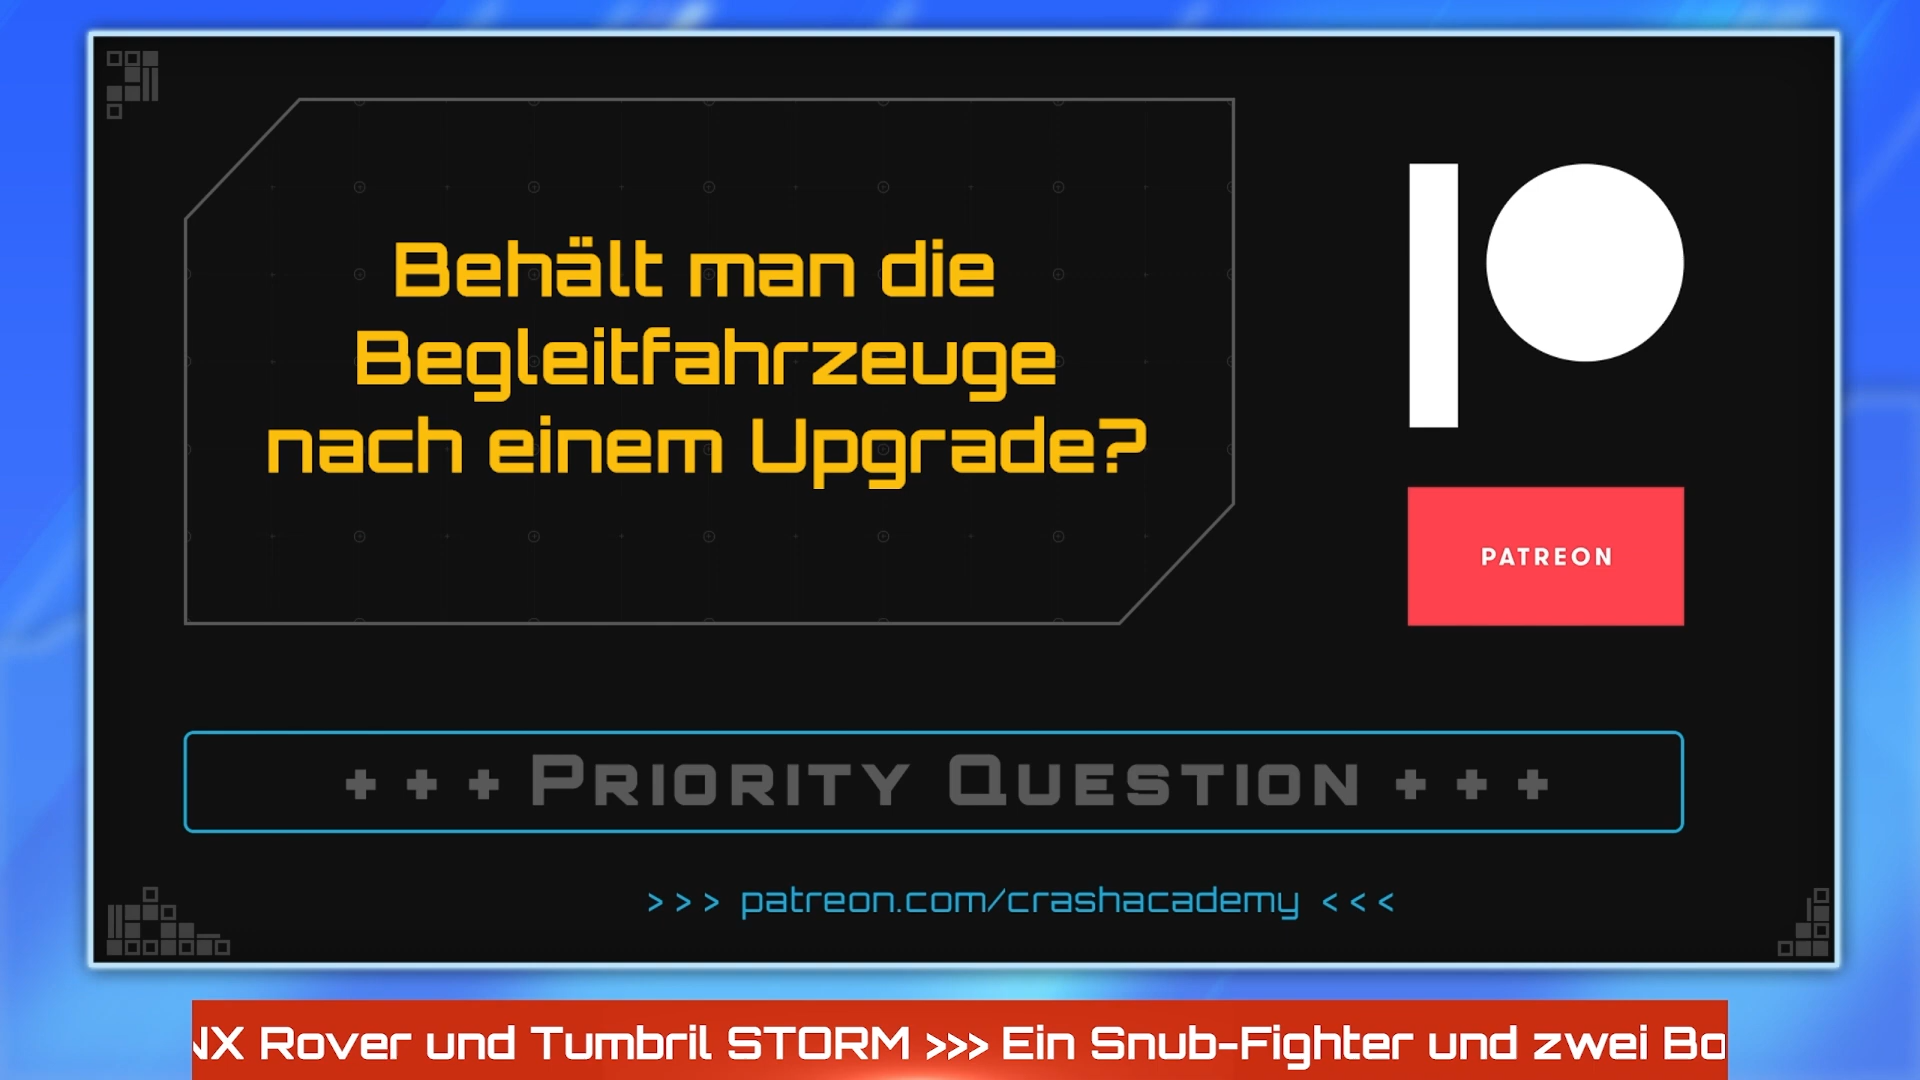 Behält man die
Begleitfahrzeuge
nach einem Upgrade?
PATREON
+ + + PRIORITY QUESTION + + +
> > > patreon.com/crashacademy < < <
NX Rover und Tumbril STORM >>> Ein Snub-Fighter und zwei Bo